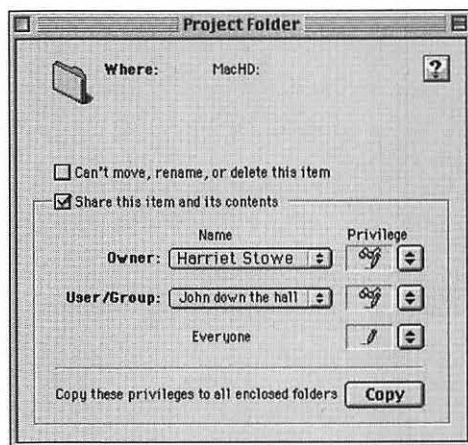 Project Folder
Where: MacHD:
?
Can't move, rename, or delete this item
Share this item and its contents
Name Privilege
Owner: Harriet Stowe
User/Group: John down the hall
Everyone
Copy these privileges to all enclosed folders Copy